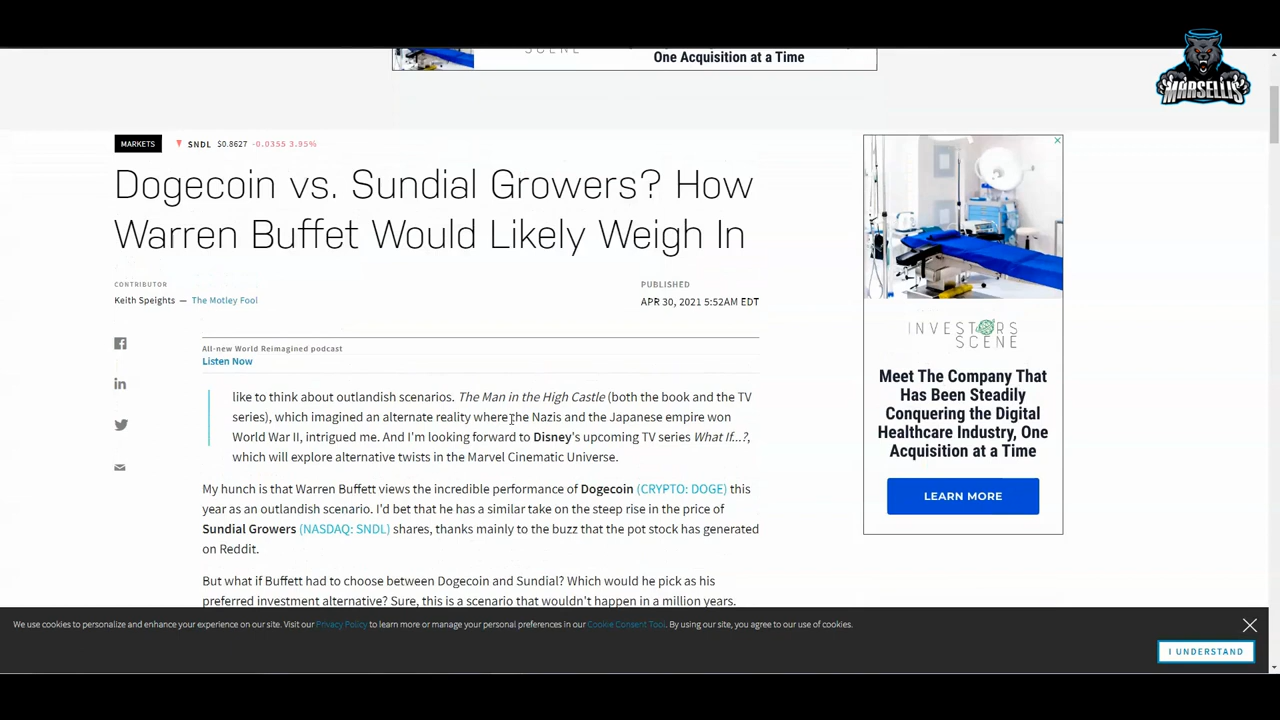 SCENE
One Acquisition at a Time
MARSELLIS
MARKETS
SNDL $0.8627 -0.0355 3.95%
Dogecoin vs. Sundial Growers? How
Warren Buffet Would Likely Weigh In
CONTRIBUTOR
Keith Speights — The Motley Fool
PUBLISHED
APR 30, 2021 5:52AM EDT
All-new World Reimagined podcast
Listen Now
like to think about outlandish scenarios. The Man in the High Castle (both the book and the TV
series), which imagined an alternate reality where the Nazis and the Japanese empire won
World War II, intrigued me. And I'm looking forward to Disney's upcoming TV series What If...?,
which will explore alternative twists in the Marvel Cinematic Universe.
My hunch is that Warren Buffett views the incredible performance of Dogecoin (CRYPTO: DOGE) this
year as an outlandish scenario. I'd bet that he has a similar take on the steep rise in the price of
Sundial Growers (NASDAQ: SNDL) shares, thanks mainly to the buzz that the pot stock has generated
on Reddit.
But what if Buffett had to choose between Dogecoin and Sundial? Which would he pick as his
preferred investment alternative? Sure, this is a scenario that wouldn't happen in a million years.
INVESTORS
SCENE
Meet The Company That
Has Been Steadily
Conquering the Digital
Healthcare Industry, One
Acquisition at a Time
LEARN MORE
We use cookies to personalize and enhance your experience on our site. Visit our Privacy Policy to learn more or manage your personal preferences in our Cookie Consent Tool. By using our site, you agree to our use of cookies.
I UNDERSTAND